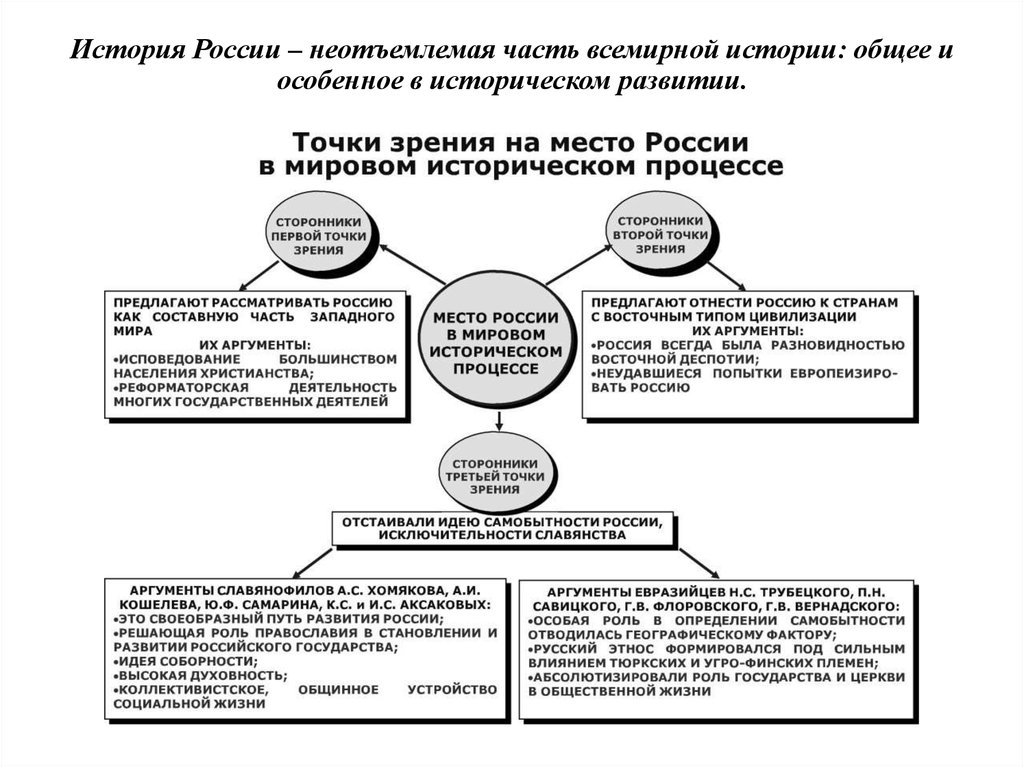 История России – неотъемлемая часть всемирной истории: общее и
особенное в историческом развитии.
Точки зрения на место России
в мировом историческом процессе
СТОРОННИКИ
ПЕРВОЙ ТОЧКИ
ЗРЕНИЯ
СТОРОННИКИ
ВТОРОЙ ТОЧКИ
ЗРЕНИЯ
ПРЕДЛАГАЮТ РАССМАТРИВАТЬ РОССИЮ
КАК СОСТАВНУЮ ЧАСТЬ ЗАПАДНОГО
МИРА
ИХ АРГУМЕНТЫ:
•ИСПОВЕДОВАНИЕ БОЛЬШИНСТВОМ
НАСЕЛЕНИЯ ХРИСТИАНСТВА;
•РЕФОРМАТОРСКАЯ ДЕЯТЕЛЬНОСТЬ
МНОГИХ ГОСУДАРСТВЕННЫХ ДЕЯТЕЛЕЙ
МЕСТО РОССИИ
В МИРОВОМ
ИСТОРИЧЕСКОМ
ПРОЦЕССЕ
ПРЕДЛАГАЮТ ОТНЕСТИ РОССИЮ К СТРАНАМ
С ВОСТОЧНЫМ ТИПОМ ЦИВИЛИЗАЦИИ
ИХ АРГУМЕНТЫ:
•РОССИЯ ВСЕГДА БЫЛА РАЗНОВИДНОСТЬЮ
ВОСТОЧНОЙ ДЕСПОТИИ;
•НЕУДАВШИЕСЯ ПОПЫТКИ ЕВРОПЕИЗИРО-
ВАТЬ РОССИЮ
СТОРОННИКИ
ТРЕТЬЕЙ ТОЧКИ
ЗРЕНИЯ
ОТСТАИВАЛИ ИДЕЮ САМОБЫТНОСТИ РОССИИ,
ИСКЛЮЧИТЕЛЬНОСТИ СЛАВЯНСТВА
АРГУМЕНТЫ СЛАВЯНОФИЛОВ А.С. ХОМЯКОВА, А.И.
КОШЕЛЕВА, Ю.Ф. САМАРИНА, К.С. и И.С. АКСАКОВЫХ:
•ЭТО СВОЕОБРАЗНЫЙ ПУТЬ РАЗВИТИЯ РОССИИ;
•РЕШАЮЩАЯ РОЛЬ ПРАВОСЛАВИЯ В СТАНОВЛЕНИИ И
РАЗВИТИИ РОССИЙСКОГО ГОСУДАРСТВА;
•ИДЕЯ СОБОРНОСТИ;
•ВЫСОКАЯ ДУХОВНОСТЬ;
•КОЛЛЕКТИВИСТСКОЕ, ОБЩИННОЕ УСТРОЙСТВО
СОЦИАЛЬНОЙ ЖИЗНИ
АРГУМЕНТЫ ЕВРАЗИЙЦЕВ Н.С. ТРУБЕЦКОГО, П.Н.
САВИЦКОГО, Г.В. ФЛОРОВСКОГО, Г.В. ВЕРНАДСКОГО:
•ОСОБАЯ РОЛЬ В ОПРЕДЕЛЕНИИ САМОБЫТНОСТИ
ОТВОДИЛАСЬ ГЕОГРАФИЧЕСКОМУ ФАКТОРУ;
•РУССКИЙ ЭТНОС ФОРМИРОВАЛСЯ ПОД СИЛЬНЫМ
ВЛИЯНИЕМ ТЮРКСКИХ И УГРО-ФИНСКИХ ПЛЕМЕН;
•АБСОЛЮТИЗИРОВАЛИ РОЛЬ ГОСУДАРСТВА И ЦЕРКВИ
В ОБЩЕСТВЕННОЙ ЖИЗНИ